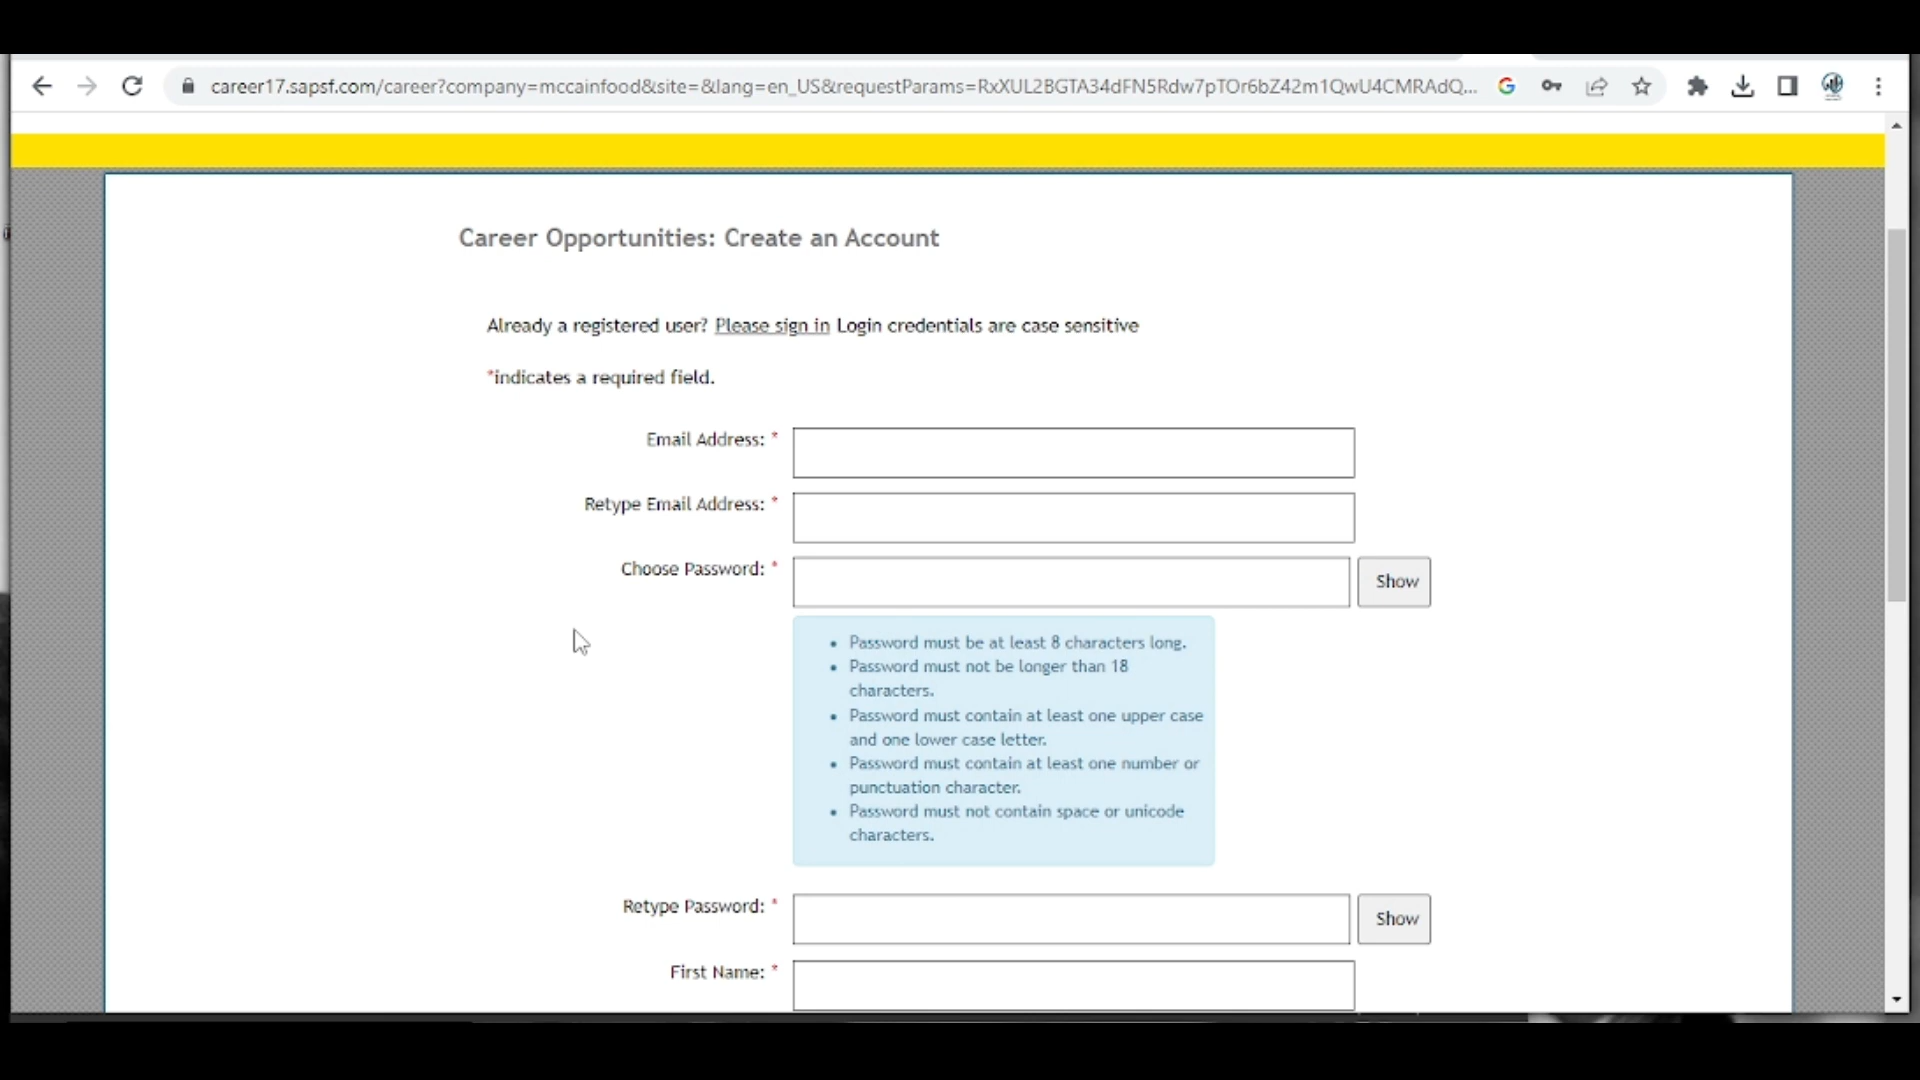 career17.sapsf.com/career?company=mccainfood&site=&lang=en_US&requestParams=RxXUL2BGTA34dFN5Rdw7pTOr6bZ42m1QwU4CMRAdQ...
Career Opportunities: Create an Account
Already a registered user? Please sign in Login credentials are case sensitive
*indicates a required field.
Email Address: *
Retype Email Address: *
Choose Password: *
Show
• Password must be at least 8 characters long.
• Password must not be longer than 18
characters.
• Password must contain at least one upper case
and one lower case letter.
• Password must contain at least one number or
punctuation character.
• Password must not contain space or unicode
characters.
Retype Password: *
Show
First Name: *